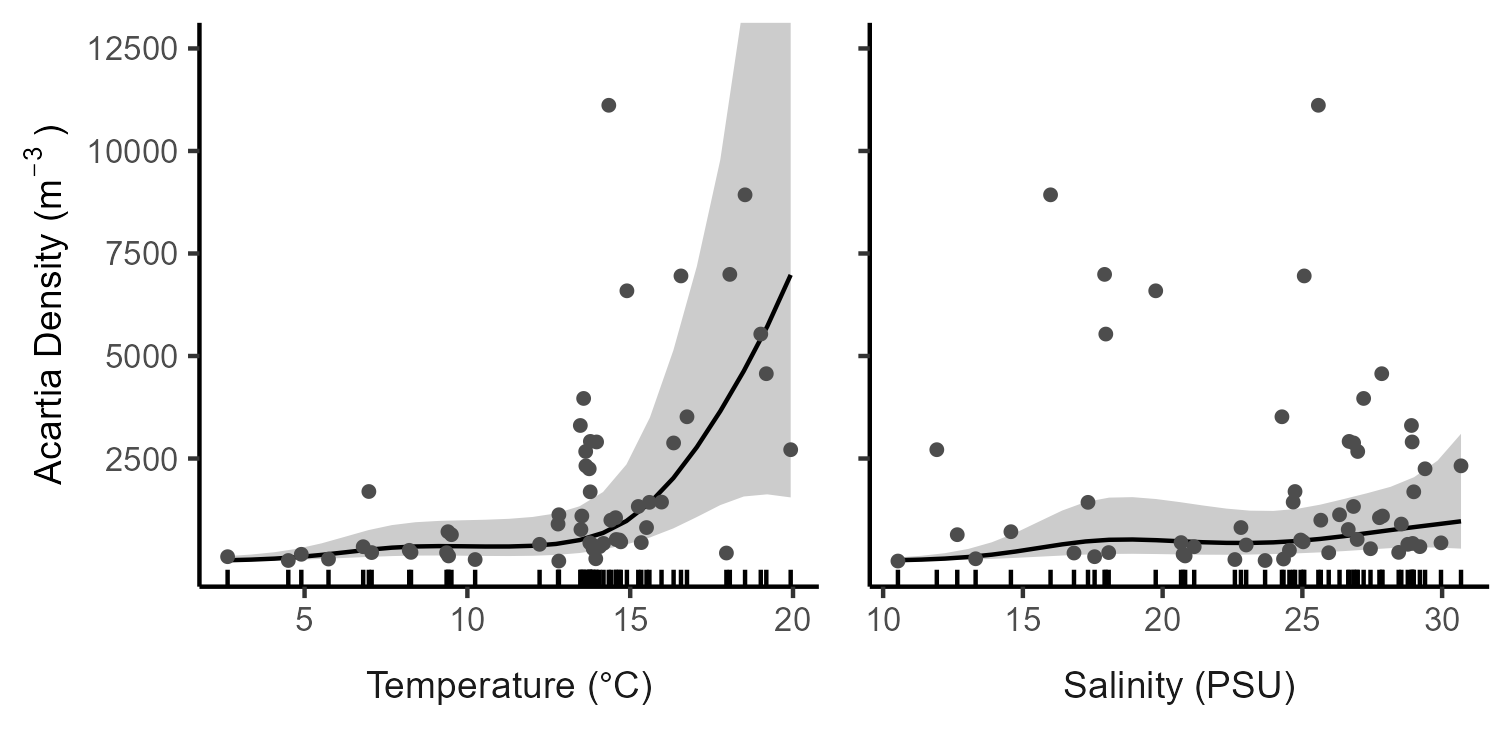 12500
10000
7500
5000
2500
Acartia Density (m⁻³)
5 10 15 20
10 15 20 25 30
Temperature (°C)
Salinity (PSU)